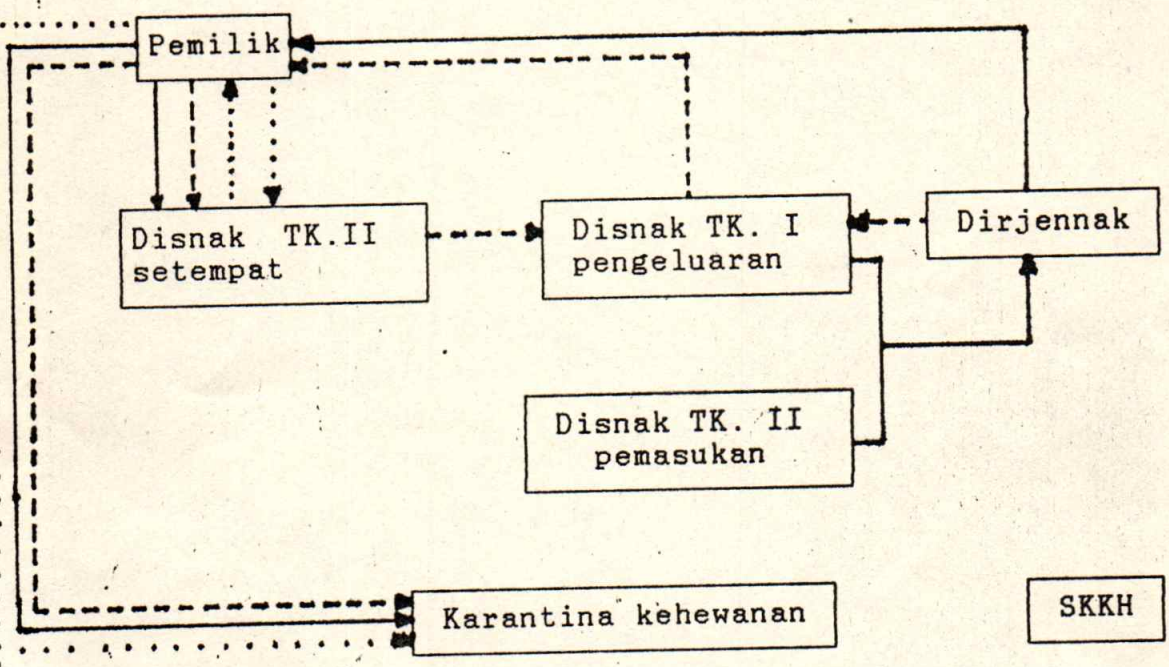 Pemilik
Disnak TK.II
setempat
Disnak TK. I
pengeluaran
Dirjennak
Disnak TK. II
pemasukan
Karantina kehewanan
SKKH